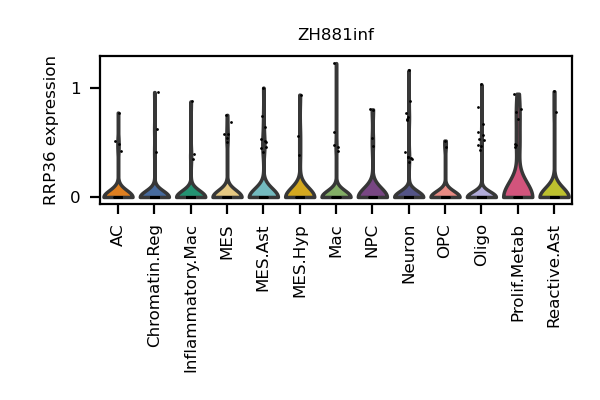 ZH881inf
RRP36 expression
1
0
AC
Chromatin.Reg
Inflammatory.Mac
MES
MES.Ast
MES.Hyp
Mac
NPC
Neuron
OPC
Oligo
Prolif.Metab
Reactive.Ast